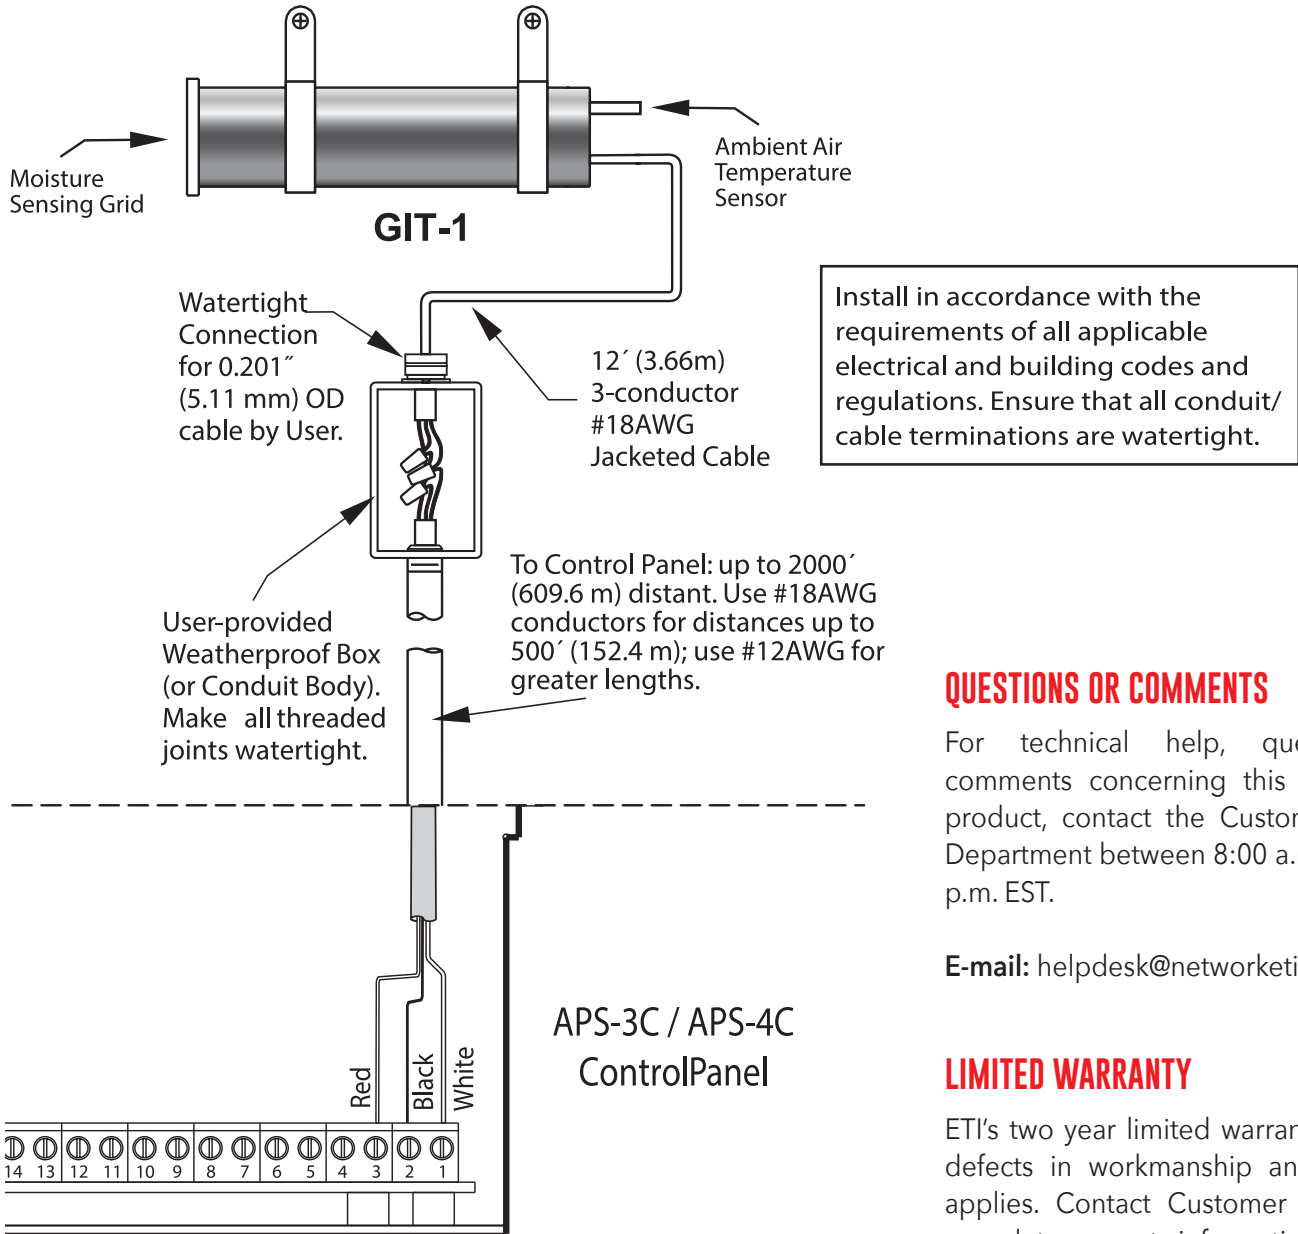 Moisture
Sensing Grid
Ambient Air
Temperature
Sensor
GIT-1
Watertight
Connection
for 0.201″
(5.11 mm) OD
cable by User.
12´ (3.66m)
3-conductor
#18AWG
Jacketed Cable
Install in accordance with the
requirements of all applicable
electrical and building codes and
regulations. Ensure that all conduit/
cable terminations are watertight.
To Control Panel: up to 2000´
(609.6 m) distant. Use #18AWG
conductors for distances up to
500´ (152.4 m); use #12AWG for
greater lengths.
User-provided
Weatherproof Box
(or Conduit Body).
Make all threaded
joints watertight.
APS-3C / APS-4C
ControlPanel
Red
Black
White
14 13 12 11 10 9 8 7 6 5 4 3 2 1
QUESTIONS OR COMMENTS
For technical help,
comments concerning this
product, contact the
Department between 8:00 a.
p.m. EST.
E-mail: helpdesk@networketi
LIMITED WARRANTY
ETI's two year limited
defects in workmanship
applies. Contact Customer